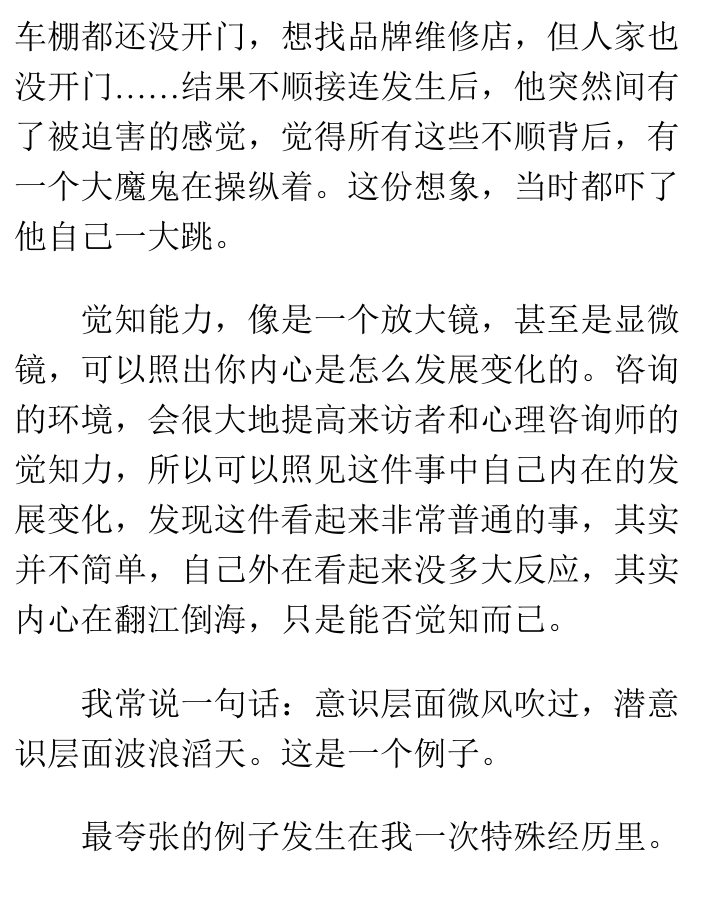 车棚都还没开门，想找品牌维修店，但人家也
没开门……结果不顺接连发生后，他突然间有
了被迫害的感觉，觉得所有这些不顺背后，有
一个大魔鬼在操纵着。这份想象，当时都吓了
他自己一大跳。
觉知能力，像是一个放大镜，甚至是显微
镜，可以照出你内心是怎么发展变化的。咨询
的环境，会很大地提高来访者和心理咨询师的
觉知力，所以可以照见这件事中自己内在的发
展变化，发现这件看起来非常普通的事，其实
并不简单，自己外在看起来没多大反应，其实
内心在翻江倒海，只是能否觉知而已。
我常说一句话：意识层面微风吹过，潜意
识层面波浪滔天。这是一个例子。
最夸张的例子发生在我一次特殊经历里。